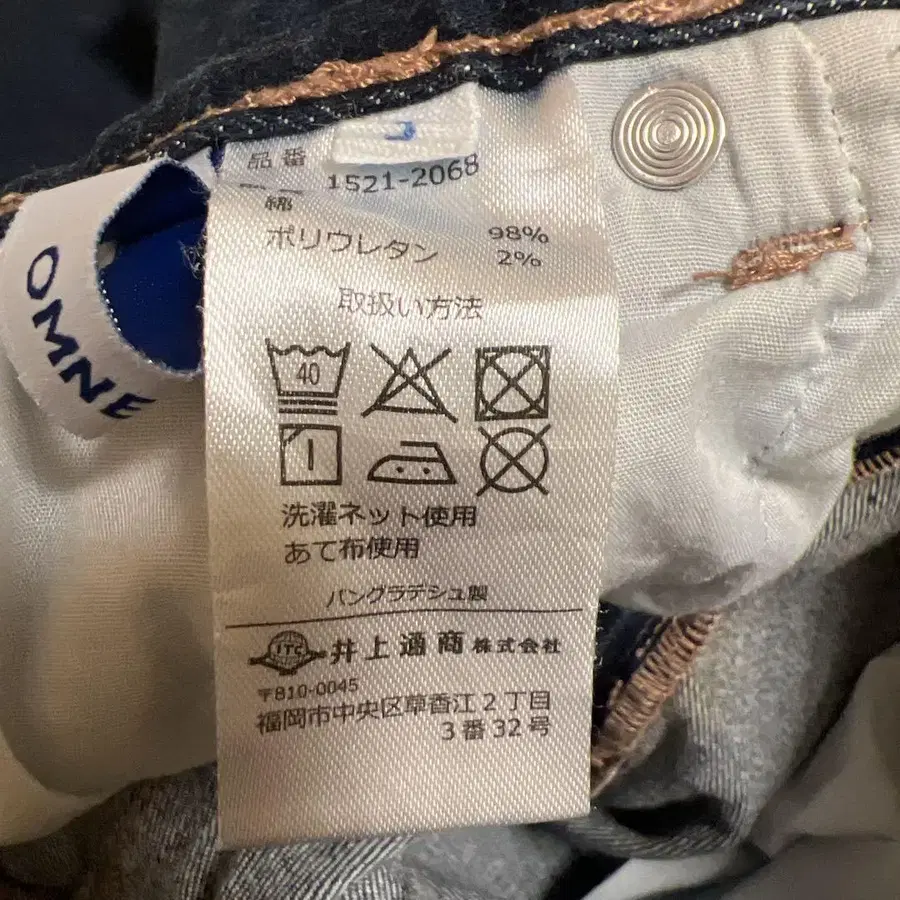 OMNE
品番 1521-2068
綿 98%
ポリウレタン 2%
取扱い方法
40
洗濯ネット使用
あて布使用
バングラデシュ製
ITC 井上通商株式会社
〒810-0045
福岡市中央区草香江2丁目
3番32号